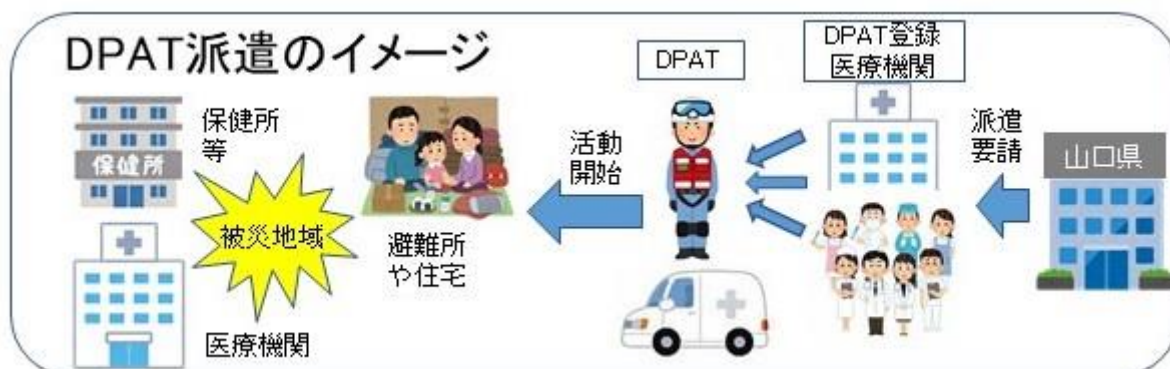 DPAT派遣のイメージ
保健所
等
保健所
被災地域
医療機関
避難所
や住宅
活動
開始
DPAT
DPAT登録
医療機関
派遣
要請
山口県